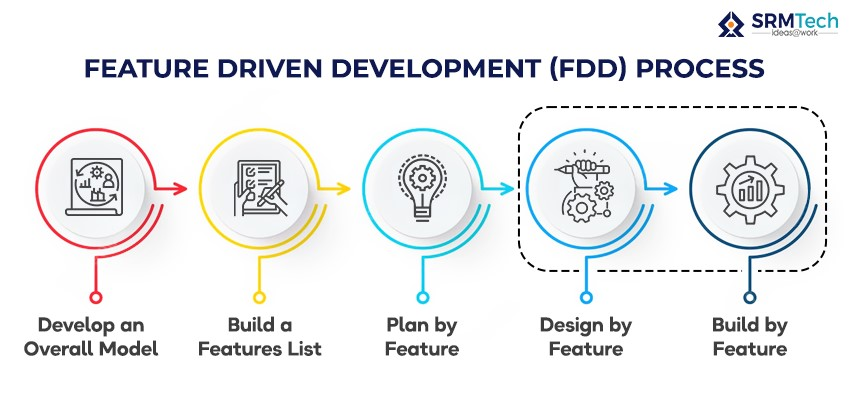 SRMTech
ideas@work
FEATURE DRIVEN DEVELOPMENT (FDD) PROCESS
Develop an
Overall Model
Build a
Features List
Plan by
Feature
Design by
Feature
Build by
Feature